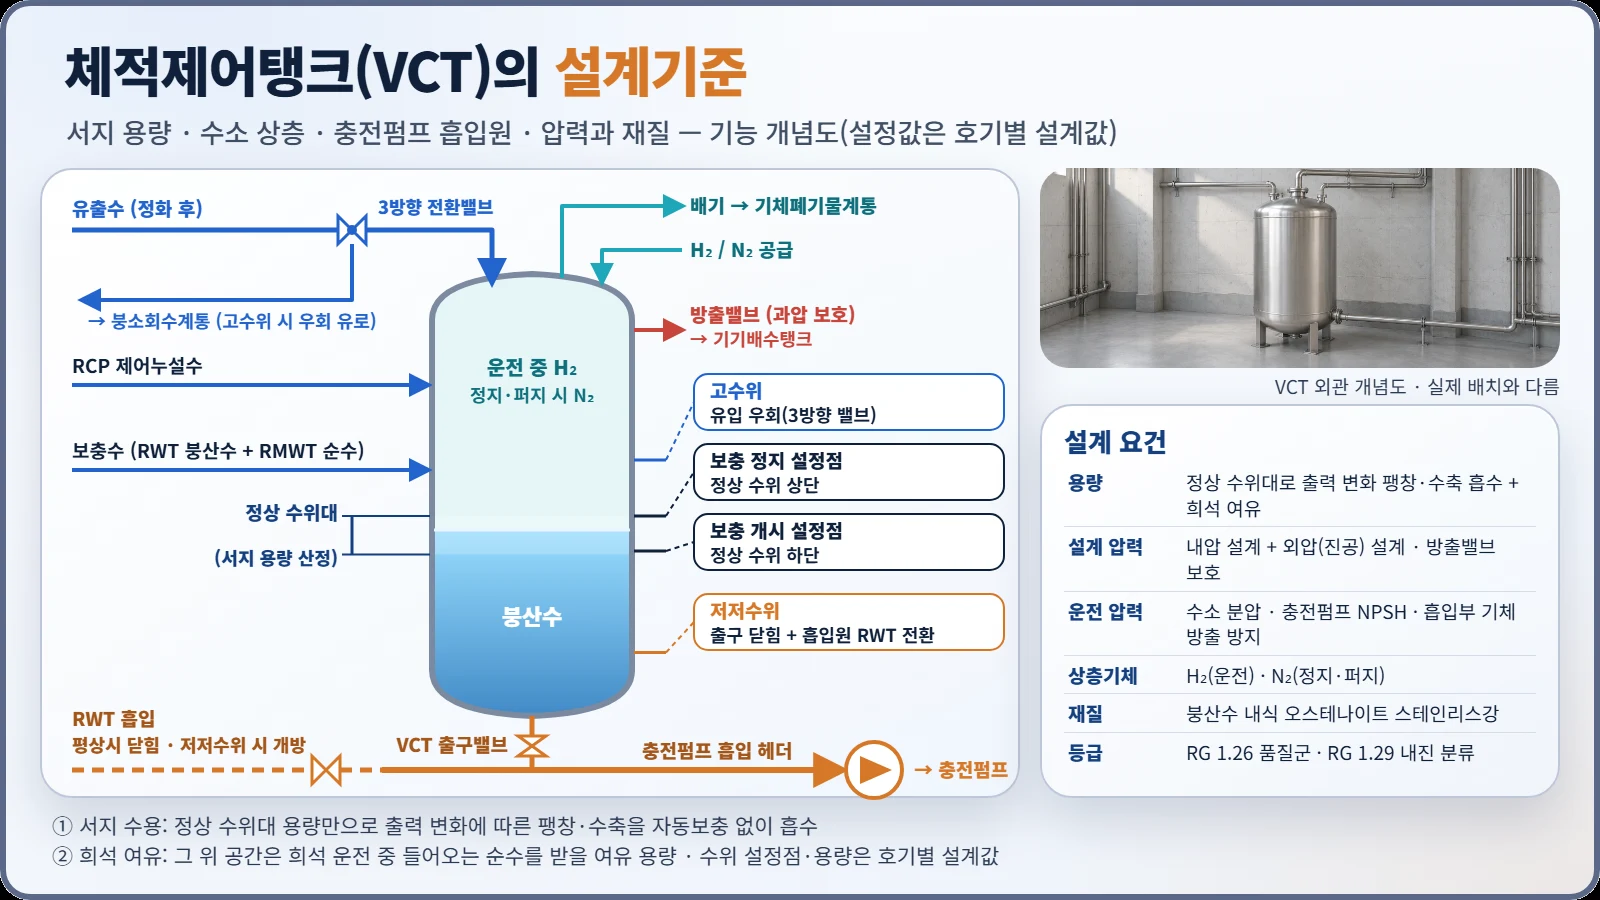 체적제어탱크(VCT)의 설계기준
서지 용량 · 수소 상층 · 충전펌프 흡입원 · 압력과 재질 — 기능 개념도(설정값은 호기별 설계값)
유출수 (정화 후)
3방향 전환밸브
→ 붕소회수계통 (고수위 시 우회 유로)
RCP 제어누설수
보충수 (RWT 붕산수 + RMWT 순수)
정상 수위대
(서지 용량 산정)
배기 → 기체폐기물계통
H₂ / N₂ 공급
방출밸브 (과압 보호)
→ 기기배수탱크
운전 중 H₂
정지·퍼지 시 N₂
붕산수
고수위
유입 우회(3방향 밸브)
보충 정지 설정점
정상 수위 상단
보충 개시 설정점
정상 수위 하단
저저수위
출구 닫힘 + 흡입원 RWT 전환
RWT 흡입
평상시 닫힘 · 저저수위 시 개방
VCT 출구밸브
충전펌프 흡입 헤더
→ 충전펌프
VCT 외관 개념도 · 실제 배치와 다름
설계 요건
용량
정상 수위대로 출력 변화 팽창·수축 흡수 +
희석 여유
설계 압력
내압 설계 + 외압(진공) 설계 · 방출밸브
보호
운전 압력
수소 분압 · 충전펌프 NPSH · 흡입부 기체
방출 방지
상층기체
H₂(운전) · N₂(정지·퍼지)
재질
붕산수 내식 오스테나이트 스테인리스강
등급
RG 1.26 품질군 · RG 1.29 내진 분류
① 서지 수용: 정상 수위대 용량만으로 출력 변화에 따른 팽창·수축을 자동보충 없이 흡수
② 희석 여유: 그 위 공간은 희석 운전 중 들어오는 순수를 받을 여유 용량 · 수위 설정점·용량은 호기별 설계값